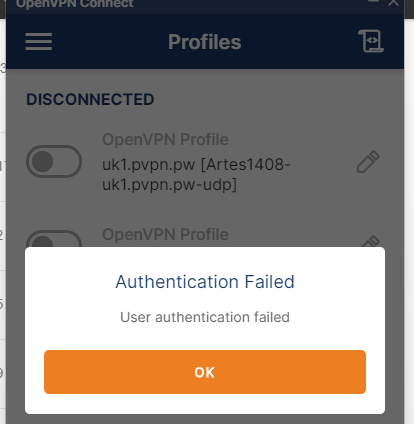 OpenVPN Connect
Profiles
DISCONNECTED
OpenVPN Profile
uk1.pvpn.pw [Artes1408-
uk1.pvpn.pw-udp]
OpenVPN Profile
Authentication Failed
User authentication failed
OK